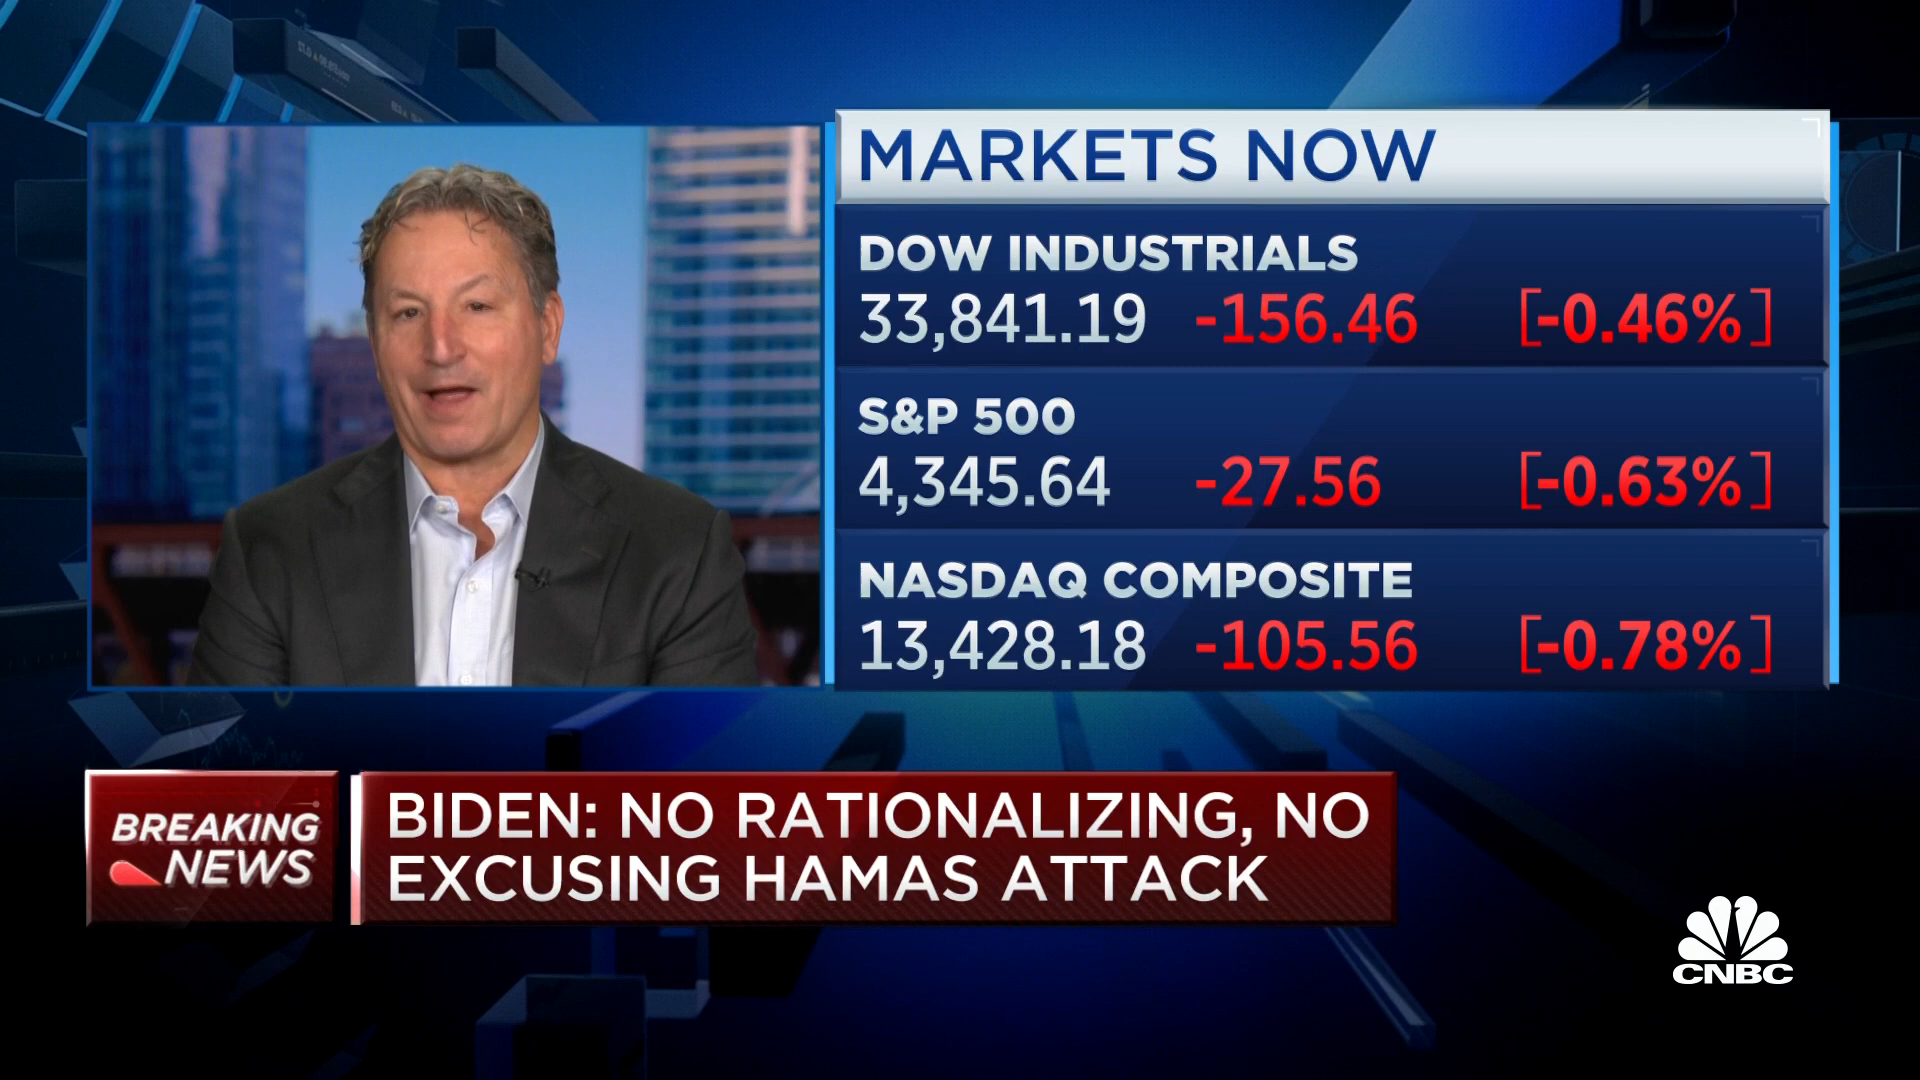 MARKETS NOW
DOW INDUSTRIALS
33,841.19 -156.46 [-0.46%]
S&P 500
4,345.64 -27.56 [-0.63%]
NASDAQ COMPOSITE
13,428.18 -105.56 [-0.78%]
BREAKING
NEWS
BIDEN: NO RATIONALIZING, NO
EXCUSING HAMAS ATTACK
CNBC